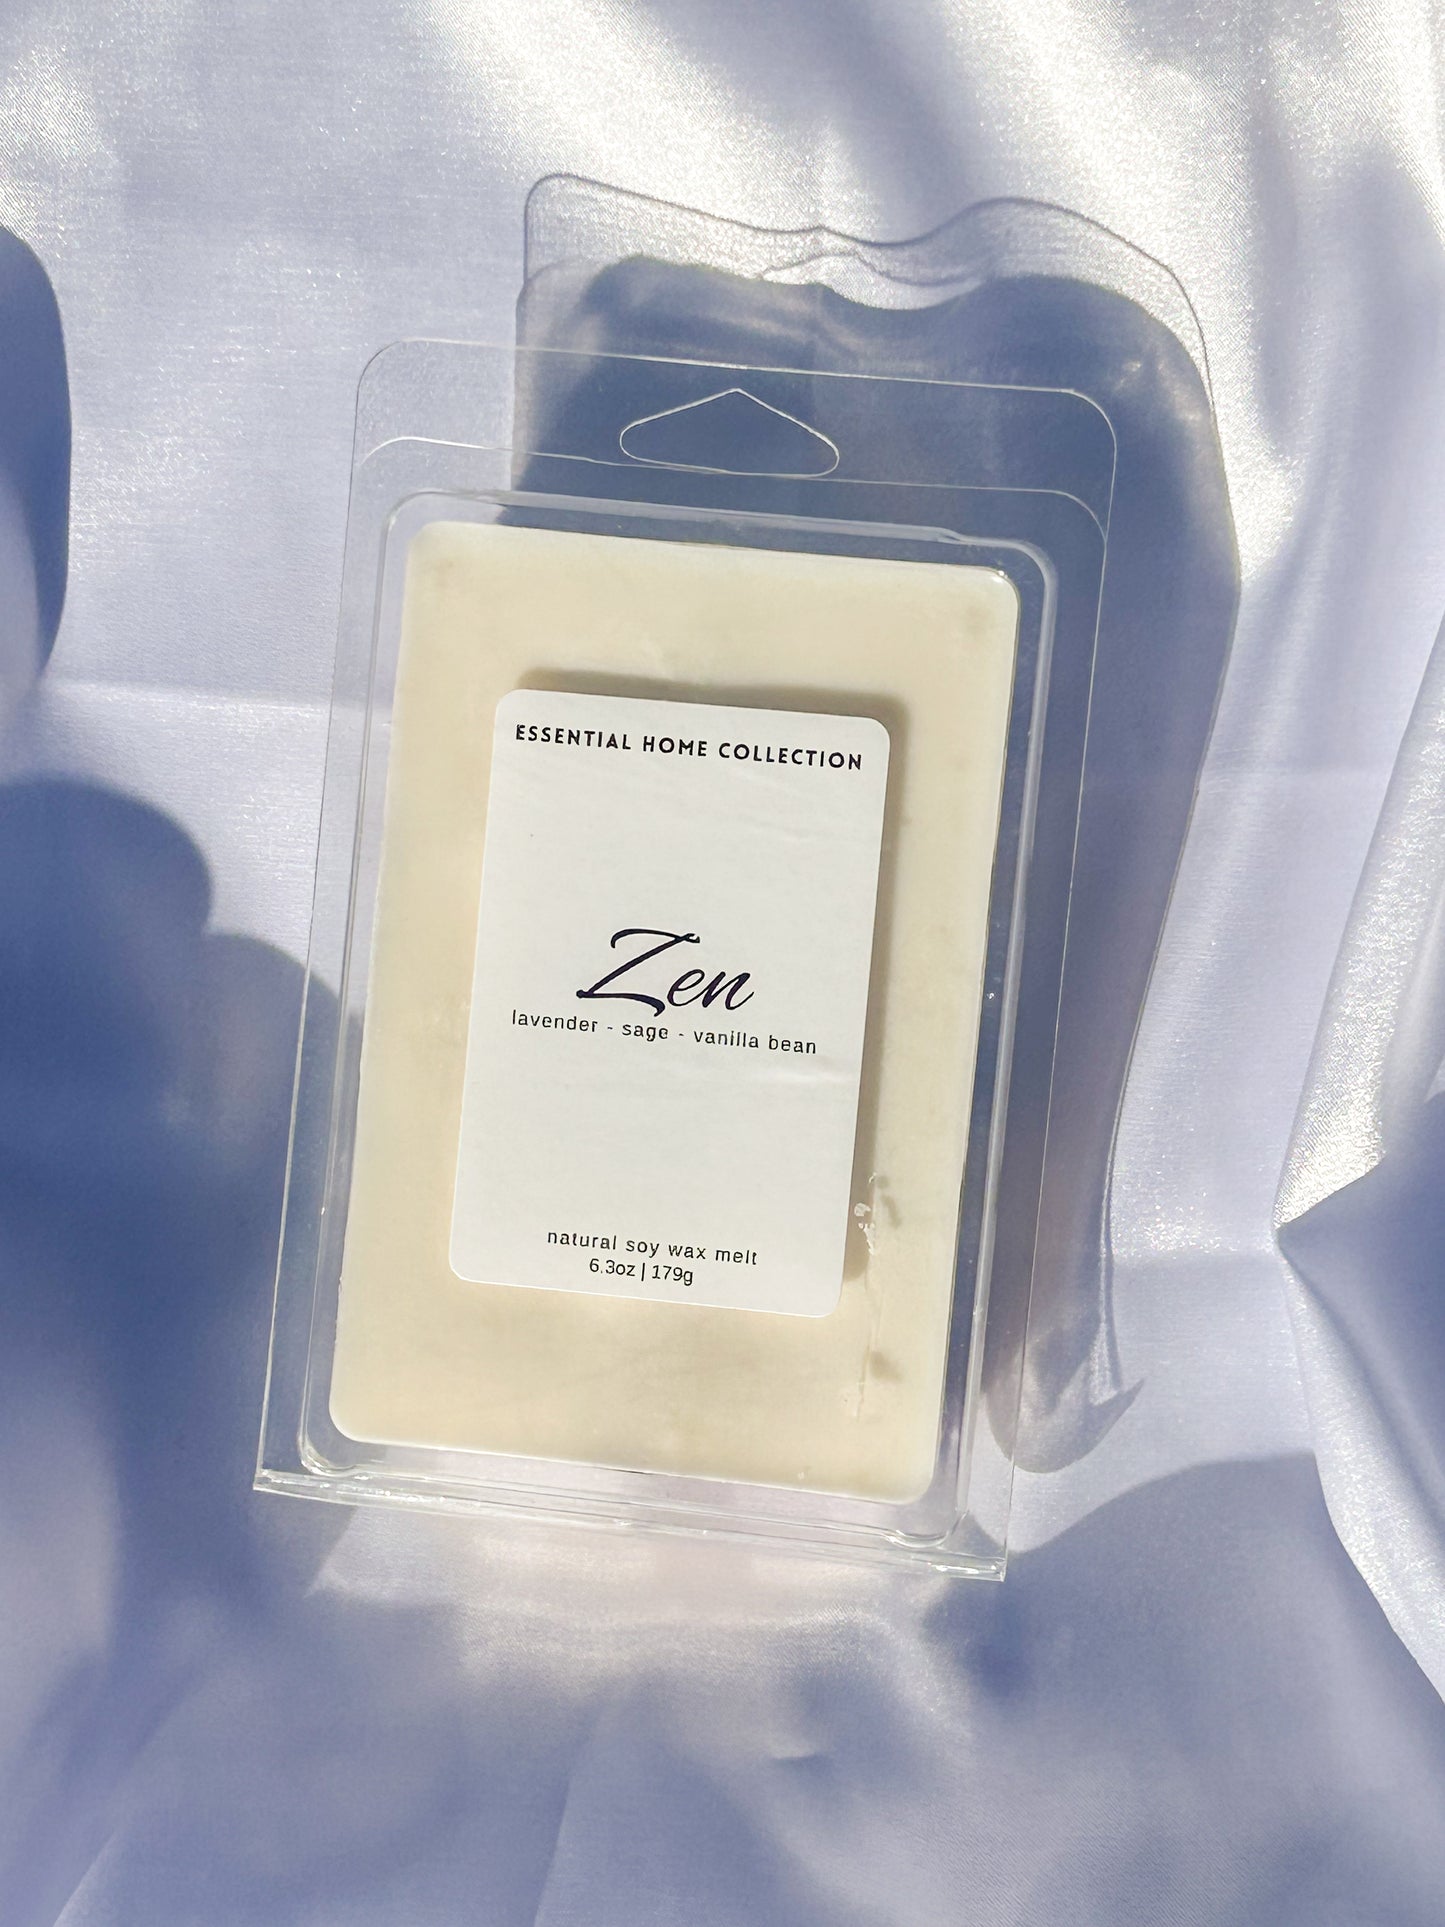 ESSENTIAL HOME COLLECTION
Zen
lavender - sage - vanilla bean
natural soy wax melt
6.3oz | 179g